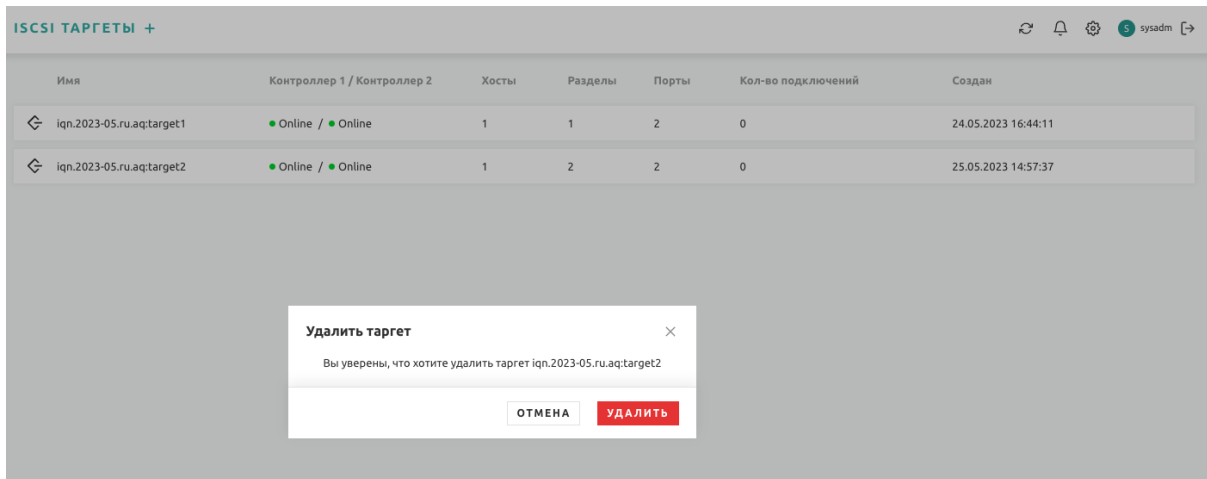 ISCSI ТАРГЕТЫ +
S sysadm
Имя Контроллер 1 / Контроллер 2 Хосты Разделы Порты Кол-во подключений Создан
iqn.2023-05.ru.aq:target1 Online / Online 1 1 2 0 24.05.2023 16:44:11
iqn.2023-05.ru.aq:target2 Online / Online 1 2 2 0 25.05.2023 14:57:37
Удалить таргет
Вы уверены, что хотите удалить таргет iqn.2023-05.ru.aq:target2
ОТМЕНА УДАЛИТЬ